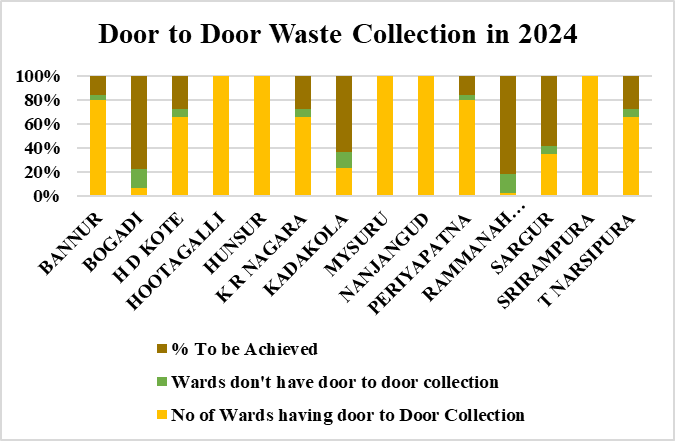 Door to Door Waste Collection in 2024
100%
80%
60%
40%
20%
0%
BANNUR
BOGADI
H D KOTE
HOOTAGALLI
HUNSUR
K R NAGARA
KADAKOLA
MYSURU
NANJANGUD
PERIYAPATNA
RAMMANAH…
SARGUR
SRIRAMPURA
T NARSIPURA
% To be Achieved
Wards don't have door to door collection
No of Wards having door to Door Collection